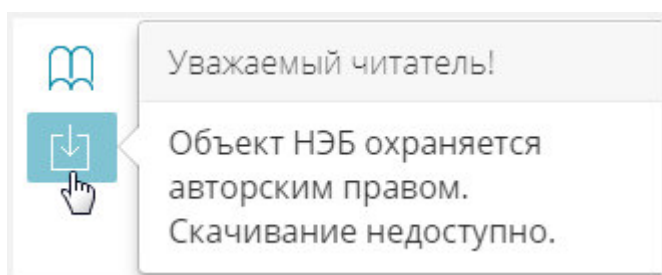 Уважаемый читатель!
Объект НЭБ охраняется
авторским правом.
Скачивание недоступно.